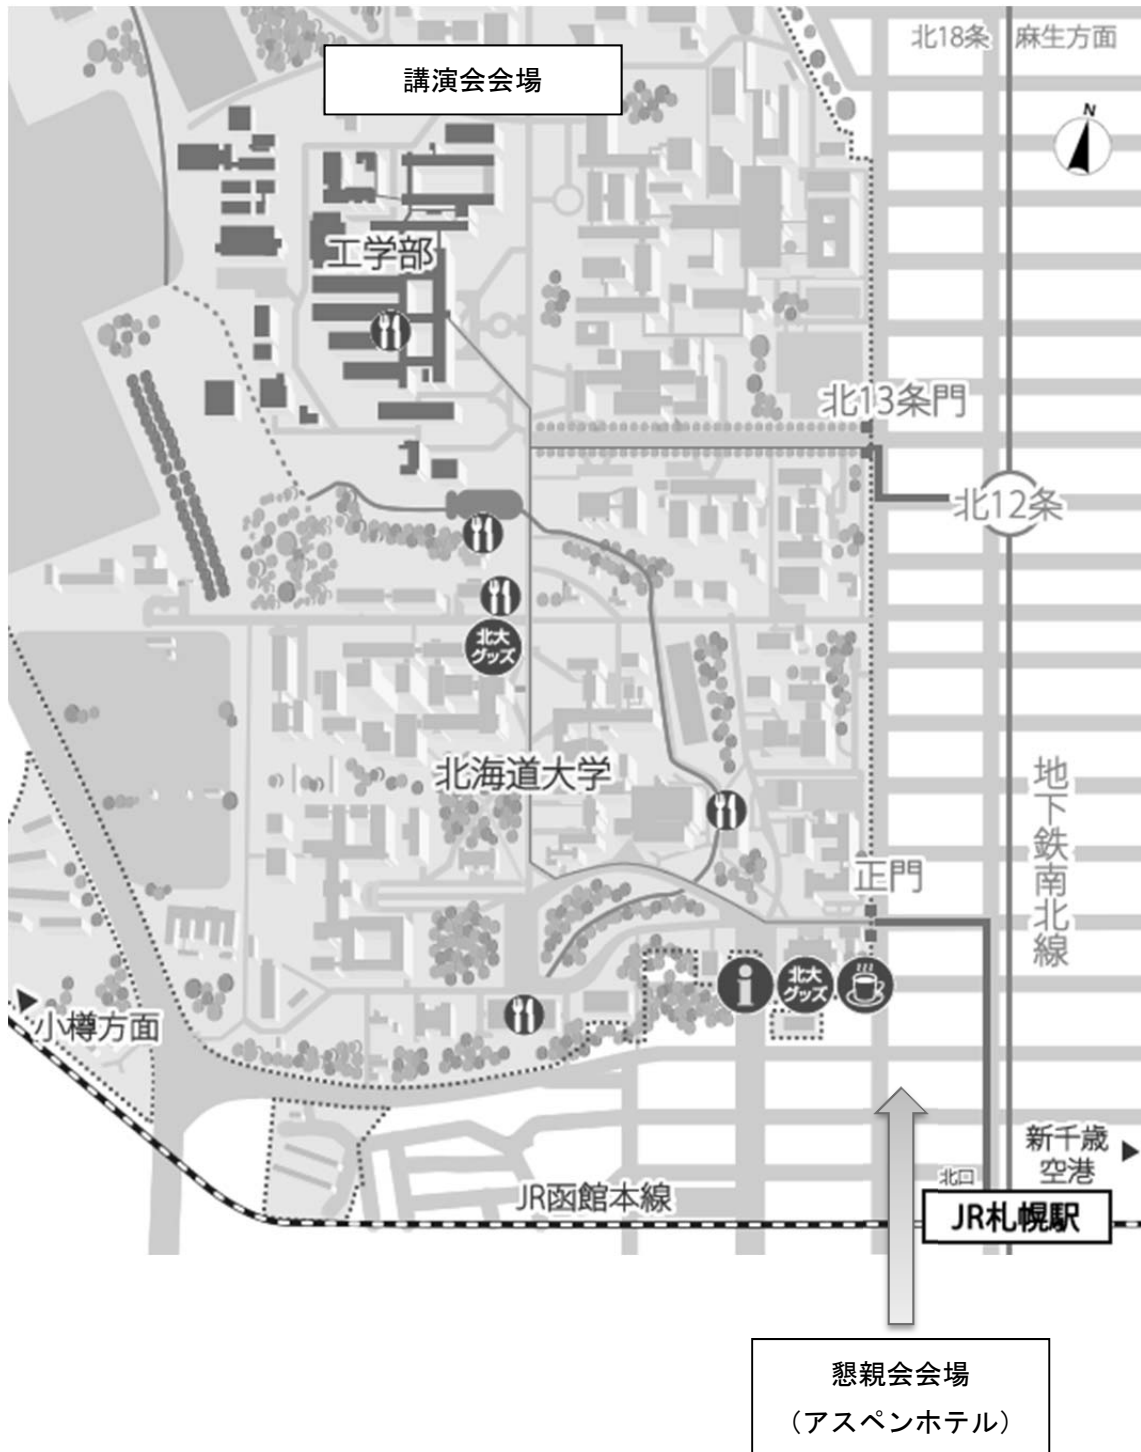 北18条 麻生方面
講演会会場
N
工学部
北13条門
北12条
北大
グッズ
北海道大学
地下鉄南北線
正門
北大
グッズ
小樽方面
新千歳
空港
北口
JR函館本線
JR札幌駅
懇親会会場
（アスペンホテル）